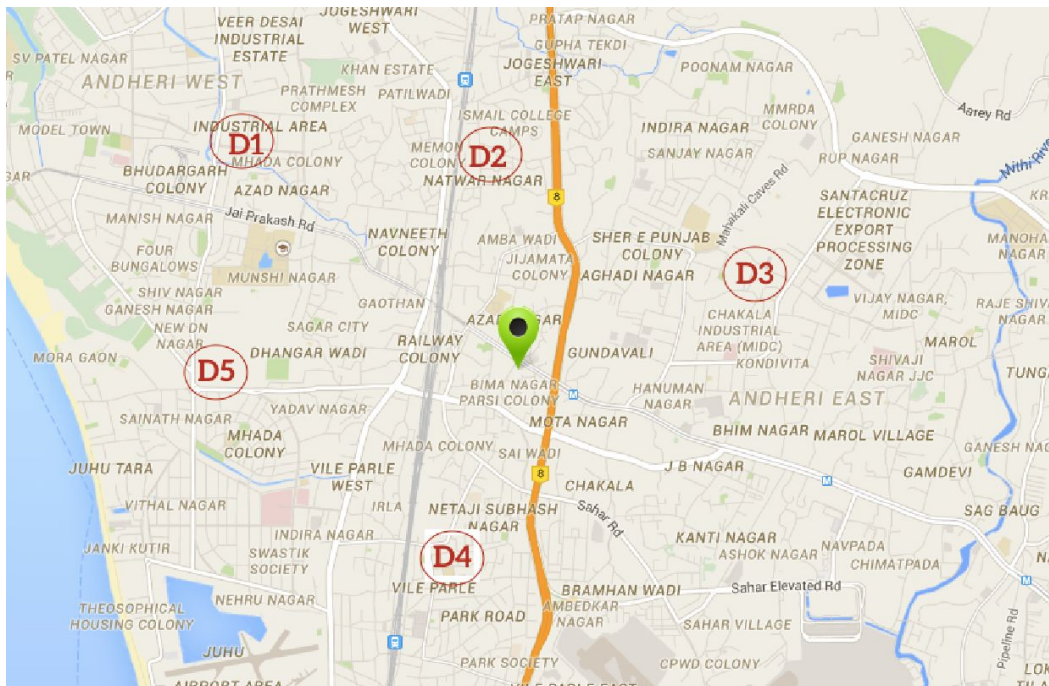 JOGESHWARI
WEST
VEER DESAI
INDUSTRIAL
ESTATE
PRATAP NAGAR
GUPHA TEKDI
JOGESHWARI
EAST
SV PATEL NAGAR
ANDHERI WEST
KHAN ESTATE
PRATHMESH
COMPLEX
PATILWADI
POONAM NAGAR
MMRDA
COLONY
Aarey Rd
ISMAIL COLLEGE
CAMPS
MODEL TOWN
INDUSTRIAL AREA
D1
MHADA COLONY
D2
NATWAR NAGAR
INDIRA NAGAR
SANJAY NAGAR
GANESH NAGAR
RUP NAGAR
BHUDARGARH
COLONY
AZAD NAGAR
8
Mahakali Caves Rd
SANTACRUZ
ELECTRONIC
EXPORT
PROCESSING
ZONE
MANISH NAGAR
Jai Prakash Rd
NAVNEETH
COLONY
AMBA WADI
JIJAMATA
COLONY
SHER E PUNJAB
COLONY
AGHADI NAGAR
D3
FOUR
BUNGALOWS
MUNSHI NAGAR
SHIV NAGAR
GANESH NAGAR
GAOTHAN
VIJAY NAGAR,
MIDC
CHAKALA
INDUSTRIAL
AREA (MIDC)
KONDIVITA
NEW DN
NAGAR
SAGAR CITY
RAILWAY
COLONY
GUNDAVALI
MAROL
SHIVAJI
NAGAR JJC
MORA GAON
DHANGAR WADI
D5
BIMA NAGAR
PARSI COLONY
M
HANUMAN
NAGAR
ANDHERI EAST
SAINATH NAGAR
YADAV NAGAR
MOTA NAGAR
BHIM NAGAR
MAROL VILLAGE
MHADA
COLONY
MHADA COLONY
SAI WADI
JUHU TARA
VILE PARLE
WEST
8
J B NAGAR
M
GAMDEVI
CHAKALA
VITHAL NAGAR
IRLA
NETAJI SUBHASH
NAGAR
Sahar Rd
SAG BAUG
JANKI KUTIR
INDIRA NAGAR
SWASTIK
SOCIETY
D4
KANTI NAGAR
ASHOK NAGAR
NAVPADA
CHIMATPADA
M
VILE PARLE
BRAMHAN WADI
Sahar Elevated Rd
THEOSOPHICAL
HOUSING COLONY
NEHRU NAGAR
PARK ROAD
AMBEDKAR
NAGAR
SAHAR VILLAGE
Pipeline Rd
JUHU
PARK SOCIETY
CPWD COLONY